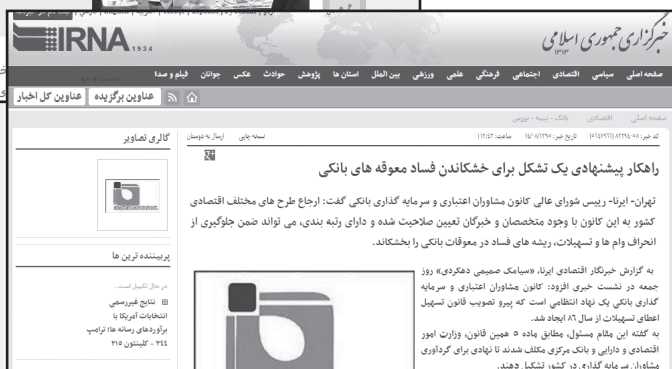 IRNA 1934
خبرگزاری جمهوری اسلامی
۱۳۱۳
صفحه اصلی سیاسی اقتصادی اجتماعی فرهنگی علمی ورزشی بین الملل استان ها پژوهش حوادث عکس جوانان فیلم و صدا
عناوین برگزیده عناوین کل اخبار
صفحه اصلی اقتصادی بانک - بیمه - بورس
تاریخ خبر: ۱۴/۰۸/۱۳۹۵ ساعت: ۱۲:۴۳
نسخه چاپی ارسال به دوستان
راهکار پیشنهادی یک تشکل برای خشکاندن فساد معوقه های بانکی
تهران- ایرنا- رییس شورای عالی کانون مشاوران اعتباری و سرمایه گذاری بانکی گفت: ارجاع طرح های مختلف اقتصادی
کشور به این کانون با وجود متخصصان و خبرگان تعیین صلاحیت شده و دارای رتبه بندی، می تواند ضمن جلوگیری از
انحراف وام ها و تسهیلات، ریشه های فساد در معوقات بانکی را بخشکاند.
به گزارش خبرنگار اقتصادی ایرنا، «سیامک صمیمی دهکردی» روز
جمعه در نشست خبری افزود: کانون مشاوران اعتباری و سرمایه
گذاری بانکی یک نهاد انتظامی است که پیرو تصویب قانون تسهیل
اعطای تسهیلات از سال ۸۶ ایجاد شد.
به گفته این مقام مسئول، مطابق ماده ۵ همین قانون، وزارت امور
اقتصادی و دارایی و بانک مرکزی مکلف شدند تا نهادی برای گردآوری
مشاوران سرمایه گذاری در کشور تشکیل دهند.
گالری تصاویر
پربیننده ترین ها
در حال تکمیل است...
نتایج غیررسمی
انتخابات آمریکا با
برآوردهای رسانه ها؛ ترامپ
۲۴۴ - کلینتون ۲۱۵